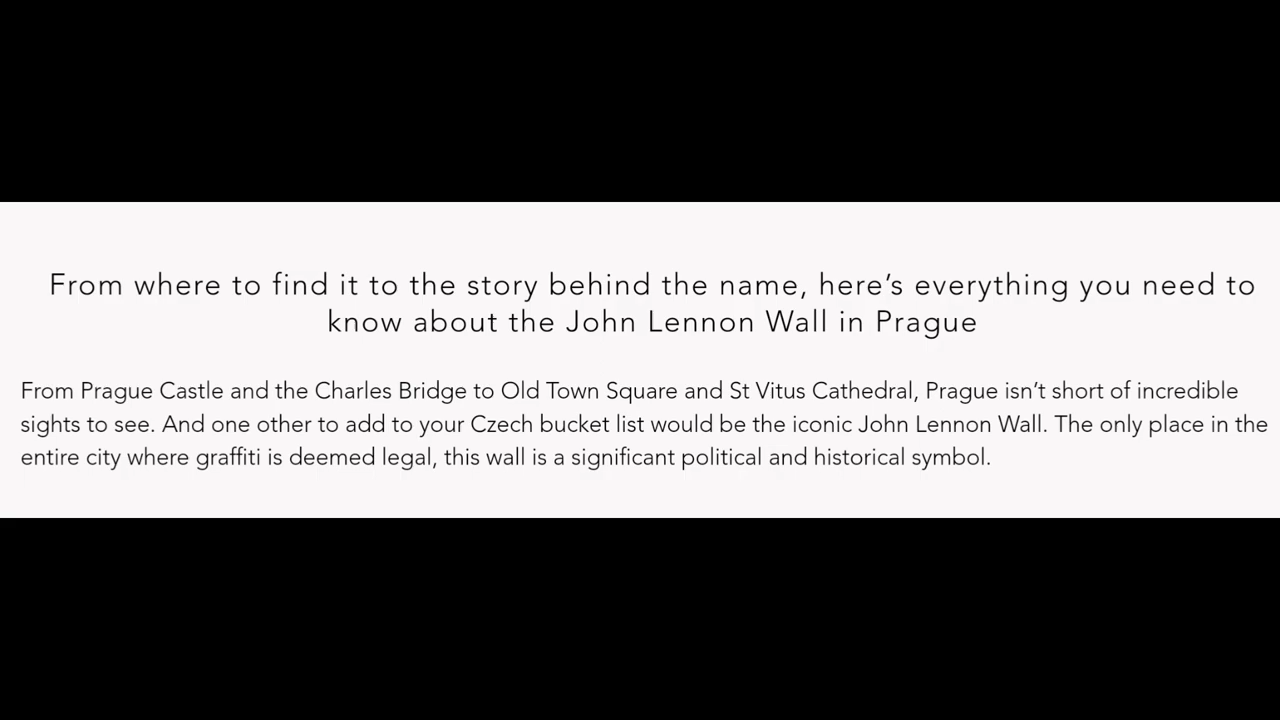 From where to find it to the story behind the name, here’s everything you need to
know about the John Lennon Wall in Prague
From Prague Castle and the Charles Bridge to Old Town Square and St Vitus Cathedral, Prague isn’t short of incredible
sights to see. And one other to add to your Czech bucket list would be the iconic John Lennon Wall. The only place in the
entire city where graffiti is deemed legal, this wall is a significant political and historical symbol.